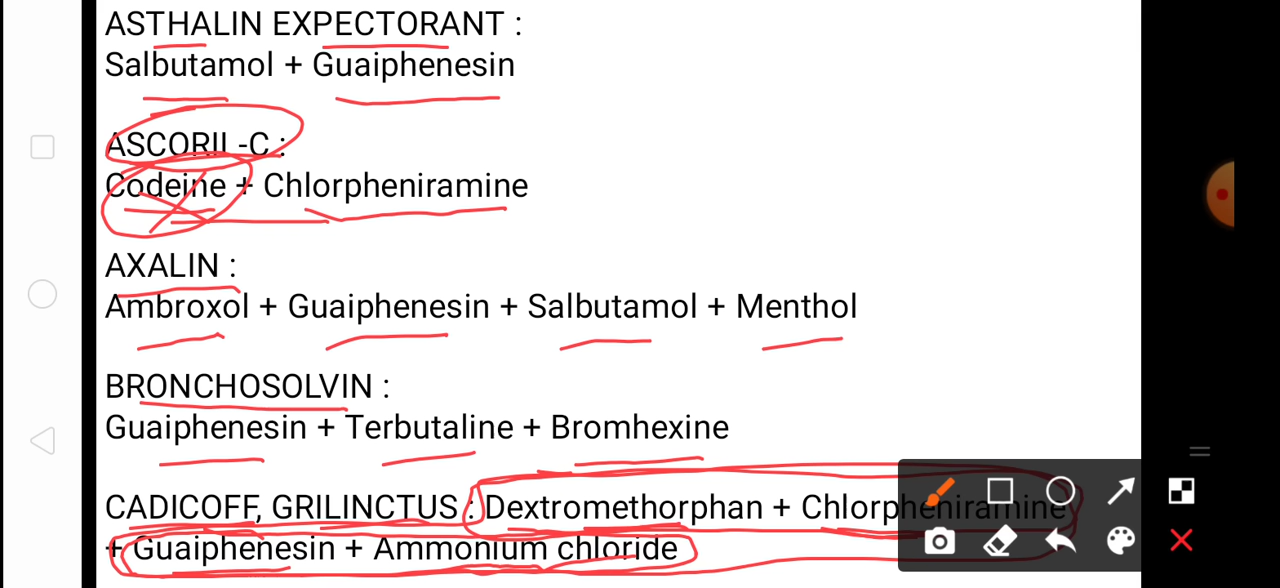 ASTHALIN EXPECTORANT :
Salbutamol + Guaiphenesin
ASCORIL -C :
Codeine + Chlorpheniramine
AXALIN :
Ambroxol + Guaiphenesin + Salbutamol + Menthol
BRONCHOSOLVIN :
Guaiphenesin + Terbutaline + Bromhexine
CADICOFF, GRILINCTUS : Dextromethorphan + Chlorpheniramine
+ Guaiphenesin + Ammonium chloride